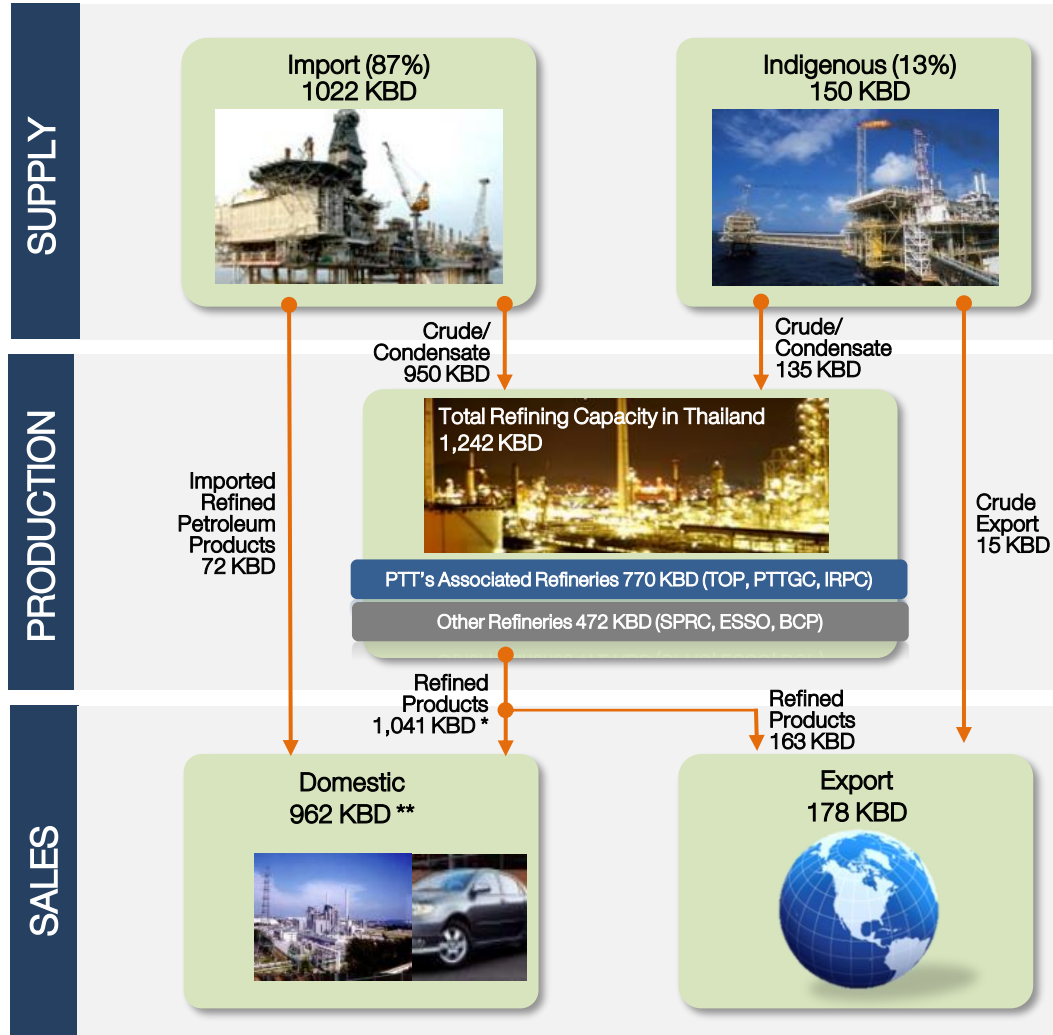 SUPPLY
Import (87%)
1022 KBD
Indigenous (13%)
150 KBD
Crude/
Condensate
950 KBD
Crude/
Condensate
135 KBD
PRODUCTION
Total Refining Capacity in Thailand
1,242 KBD
Imported
Refined
Petroleum
Products
72 KBD
Crude
Export
15 KBD
PTT's Associated Refineries 770 KBD (TOP, PTTGC, IRPC)
Other Refineries 472 KBD (SPRC, ESSO, BCP)
Refined
Products
1,041 KBD *
Refined
Products
163 KBD
SALES
Domestic
962 KBD **
Export
178 KBD